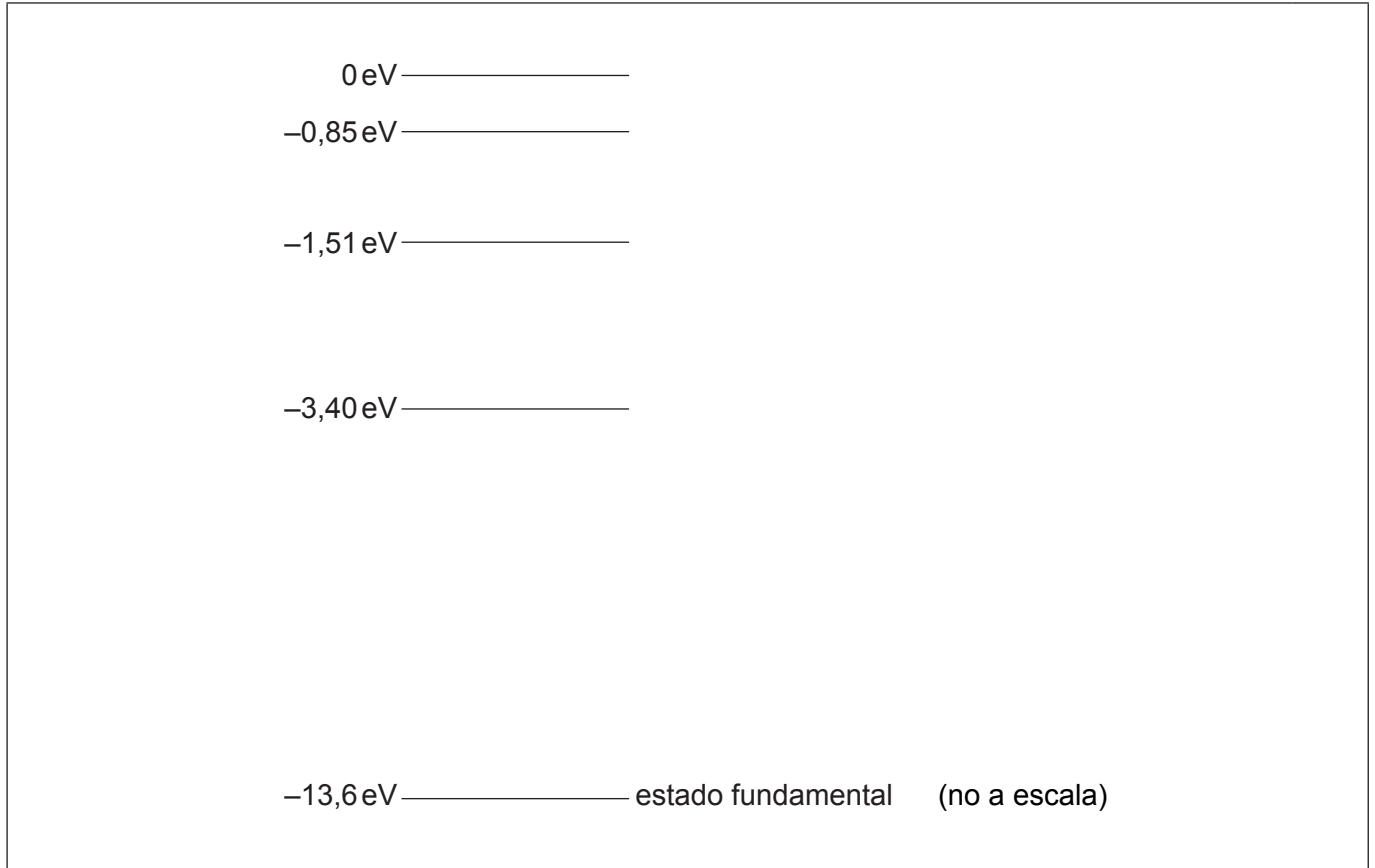 0 eV
–0,85 eV
–1,51 eV
–3,40 eV
–13,6 eV estado fundamental (no a escala)